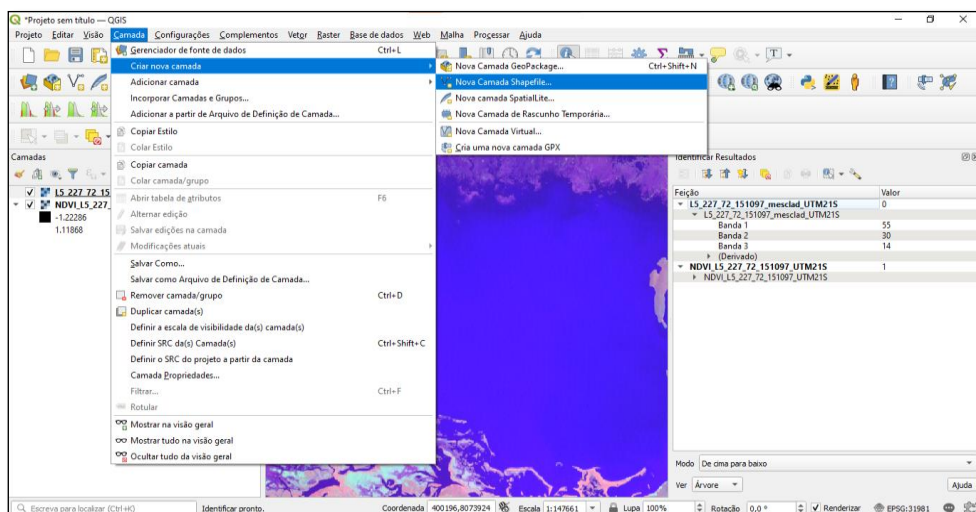 *Projeto sem título — QGIS
Projeto Editar Visão Camada Configurações Complementos Vetor Raster Base de dados Web Malha Processar Ajuda
Gerenciador de fonte de dados Ctrl+L
Criar nova camada
Adicionar camada
Incorporar Camadas e Grupos...
Adicionar a partir de Arquivo de Definição de Camada...
Copiar Estilo
Colar Estilo
Copiar camada
Colar camada/grupo
Abrir tabela de atributos F6
Alternar edição
Salvar edições na camada
Modificações atuais
Salvar Como...
Salvar como Arquivo de Definição de Camada...
Remover camada/grupo Ctrl+D
Duplicar camada(s)
Definir a escala de visibilidade da(s) camada(s)
Definir SRC da(s) Camada(s) Ctrl+Shift+C
Definir o SRC do projeto a partir da camada
Camada Propriedades...
Filtrar... Ctrl+F
Rotular
Mostrar na visão geral
Mostrar tudo na visão geral
Ocultar tudo da visão geral
Nova Camada GeoPackage... Ctrl+Shift+N
Nova Camada Shapefile...
Nova camada SpatiaLite...
Nova Camada de Rascunho Temporária...
Nova Camada Virtual...
Cria uma nova camada GPX
Camadas
L5_227_72_15
NDVI_L5_227_
-1.22286
1.11868
Identificar Resultados
Feição Valor
L5_227_72_151097_mesclad_UTM21S 0
L5_227_72_151097_mesclad_UTM21S
Banda 1 55
Banda 2 30
Banda 3 14
(Derivado)
NDVI_L5_227_72_151097_UTM21S 1
NDVI_L5_227_72_151097_UTM21S
Modo De cima para baixo
Ver Árvore Ajuda
Escreva para localizar (Ctrl+K) Identificar pronto. Coordenada 400196,8073924 Escala 1:147661 Lupa 100% Rotação 0,0 ° Renderizar EPSG:31981